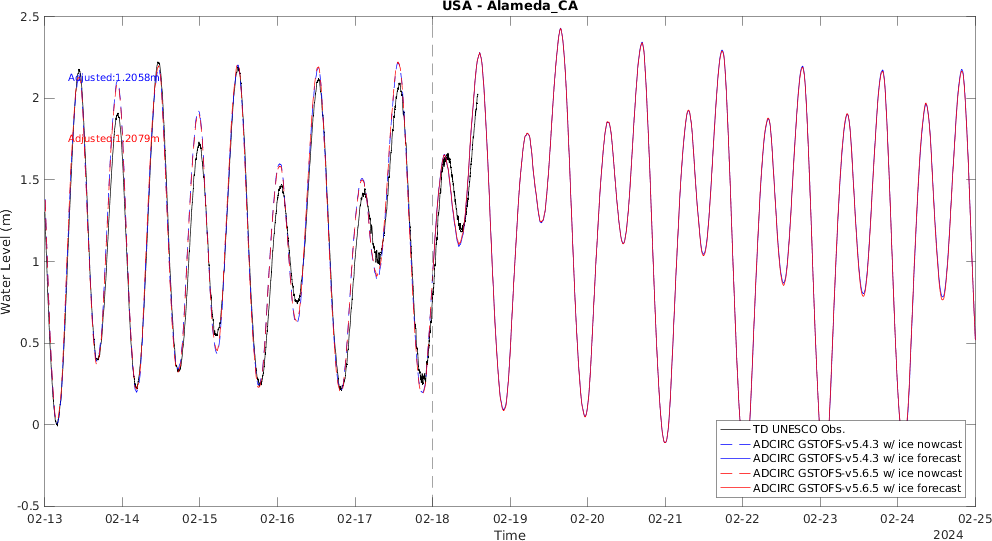 USA - Alameda_CA
2.5
2
1.5
1
0.5
0
-0.5
Water Level (m)
Adjusted:1.2058m
Adjusted:1.2079m
TD UNESCO Obs.
ADCIRC GSTOFS-v5.4.3 w/ ice nowcast
ADCIRC GSTOFS-v5.4.3 w/ ice forecast
ADCIRC GSTOFS-v5.6.5 w/ ice nowcast
ADCIRC GSTOFS-v5.6.5 w/ ice forecast
02-13 02-14 02-15 02-16 02-17 02-18 02-19 02-20 02-21 02-22 02-23 02-24 02-25
Time
2024